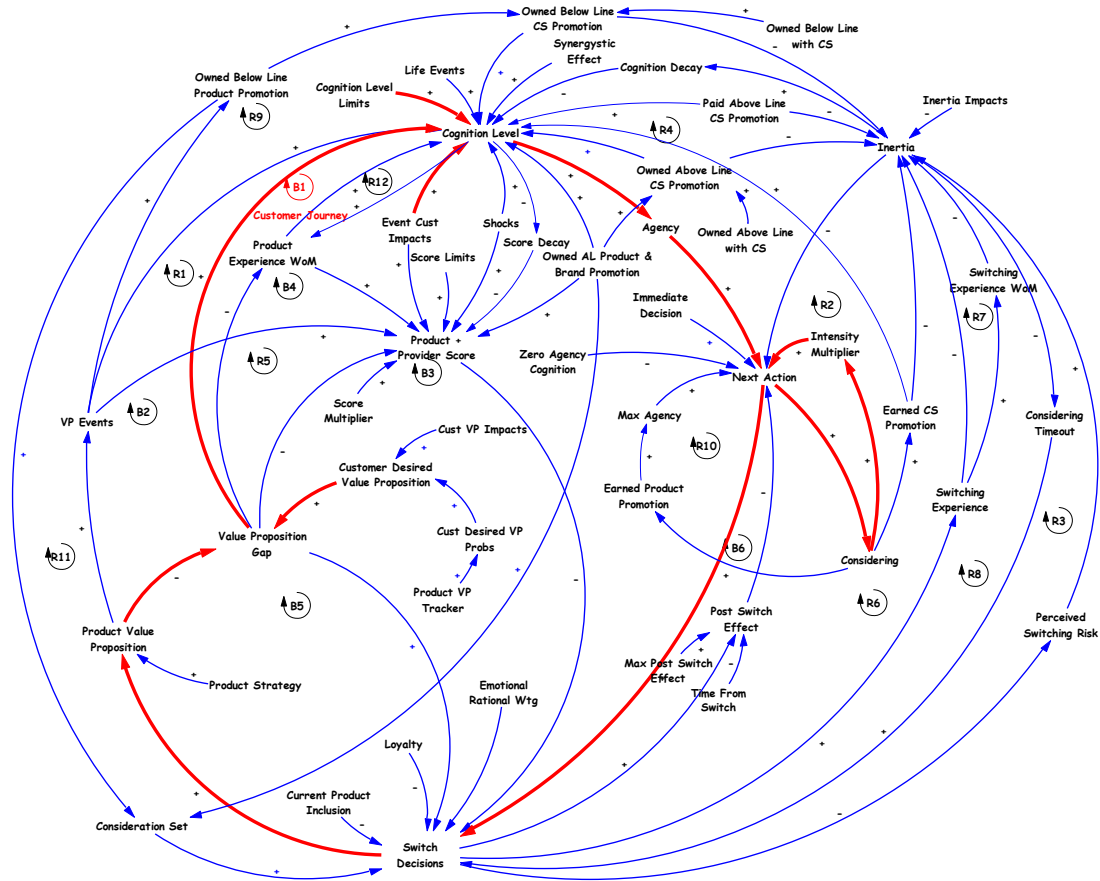 Owned Below Line
CS Promotion
Owned Below Line
with CS
Synergystic
Effect
Life Events
Cognition Decay
Owned Below Line
Product Promotion
Cognition Level
Limits
Paid Above Line
CS Promotion
Inertia Impacts
R9
R4
Cognition Level
Inertia
B1
R12
Owned Above Line
CS Promotion
Customer Journey
Event Cust
Impacts
Shocks
Agency
Owned Above Line
with CS
Score Decay
Product
Experience WoM
Score Limits
Owned AL Product &
Brand Promotion
R1
B4
Switching
Experience WoM
Immediate
Decision
R2
R7
Intensity
Multiplier
Product +
Provider Score
R5
B3
Zero Agency
Cognition
Next Action
Score
Multiplier
B2
VP Events
Max Agency
Earned CS
Promotion
Considering
Timeout
Cust VP Impacts
R10
Customer Desired
Value Proposition
Earned Product
Promotion
Switching
Experience
Value Proposition
Gap
Cust Desired VP
Probs
R3
R11
B6
Considering
R8
Product VP
Tracker
B5
R6
Post Switch
Effect
Product Value
Proposition
Perceived
Switching Risk
Max Post Switch
Effect
Product Strategy
Emotional
Rational Wtg
Time From
Switch
Loyalty
Current Product
Inclusion
Consideration Set
Switch
Decisions